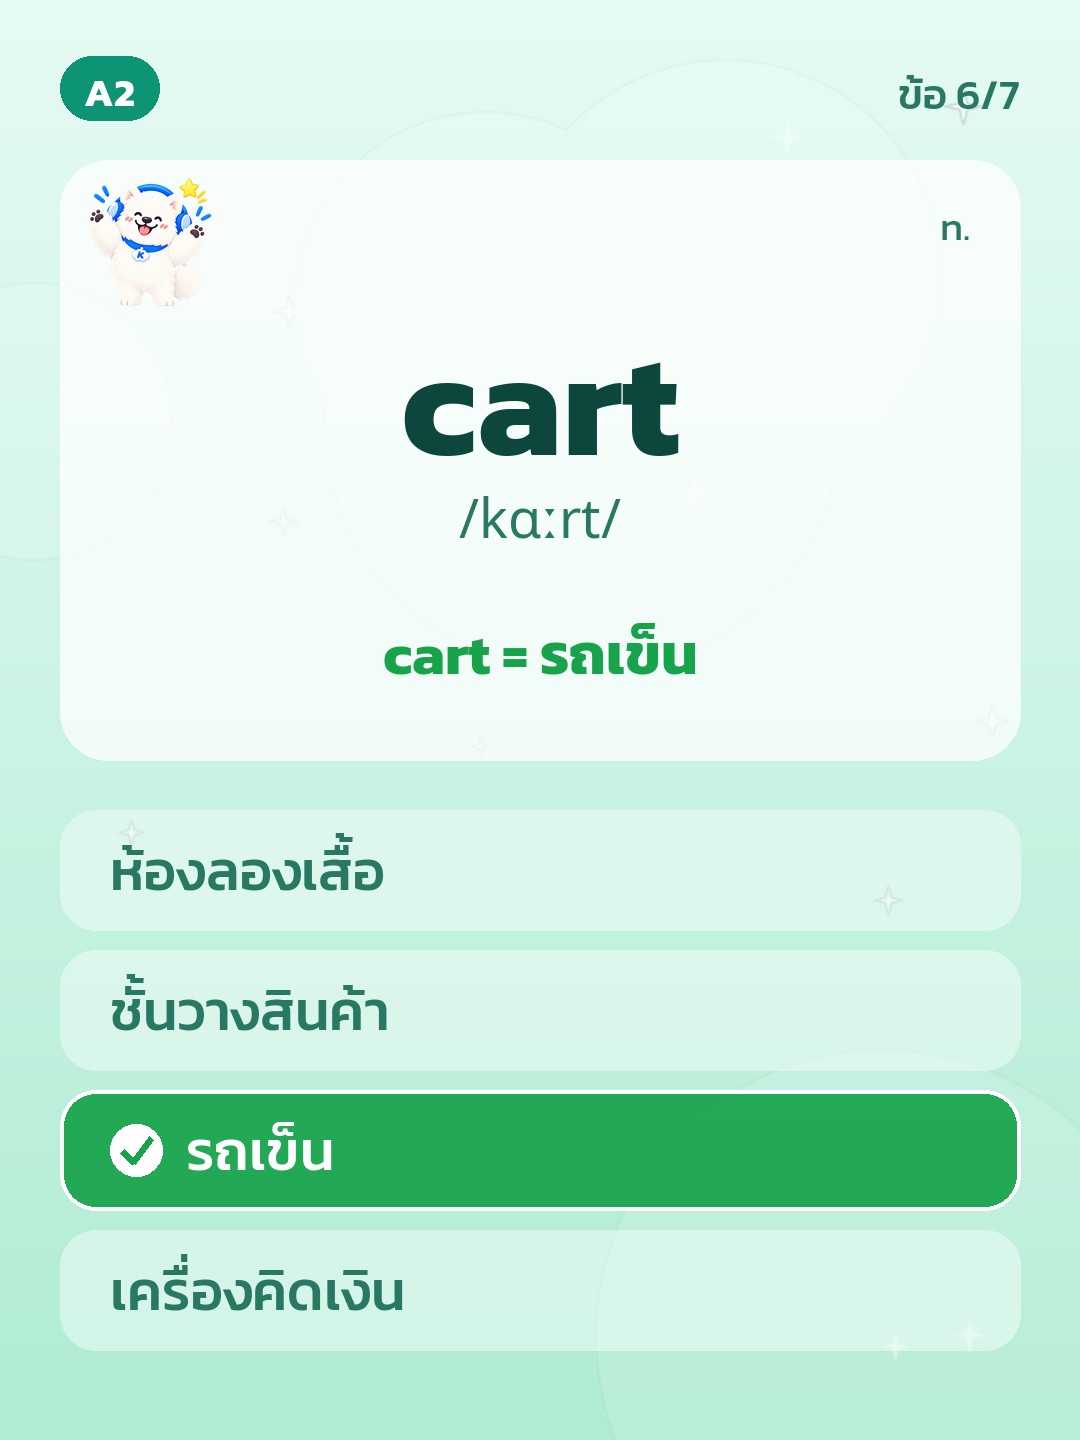 A2
ข้อ 6/7
n.
cart
/kɑːrt/
cart = รถเข็น
ห้องลองเสื้อ
ชั้นวางสินค้า
รถเข็น
เครื่องคิดเงิน